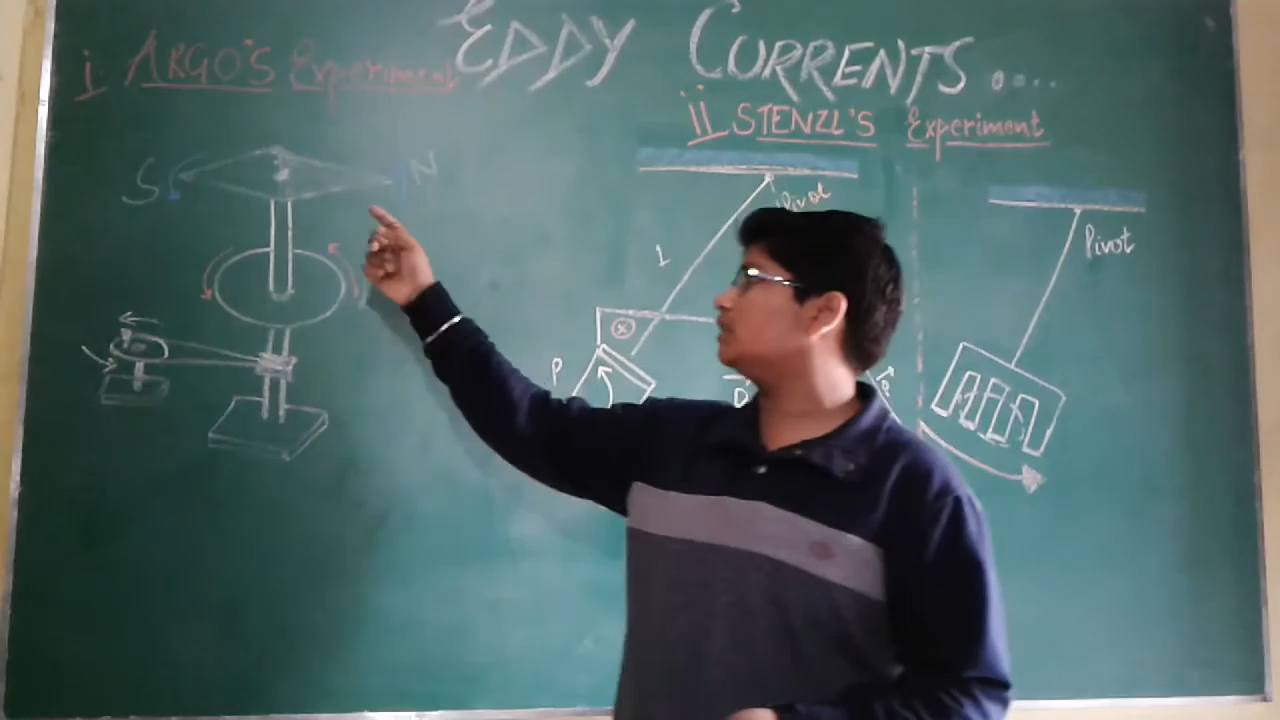 EDDY CURRENTS ....
i ARGO'S Experiment
ii STENZL'S Experiment
S N
Pivot
Pivot
l
P